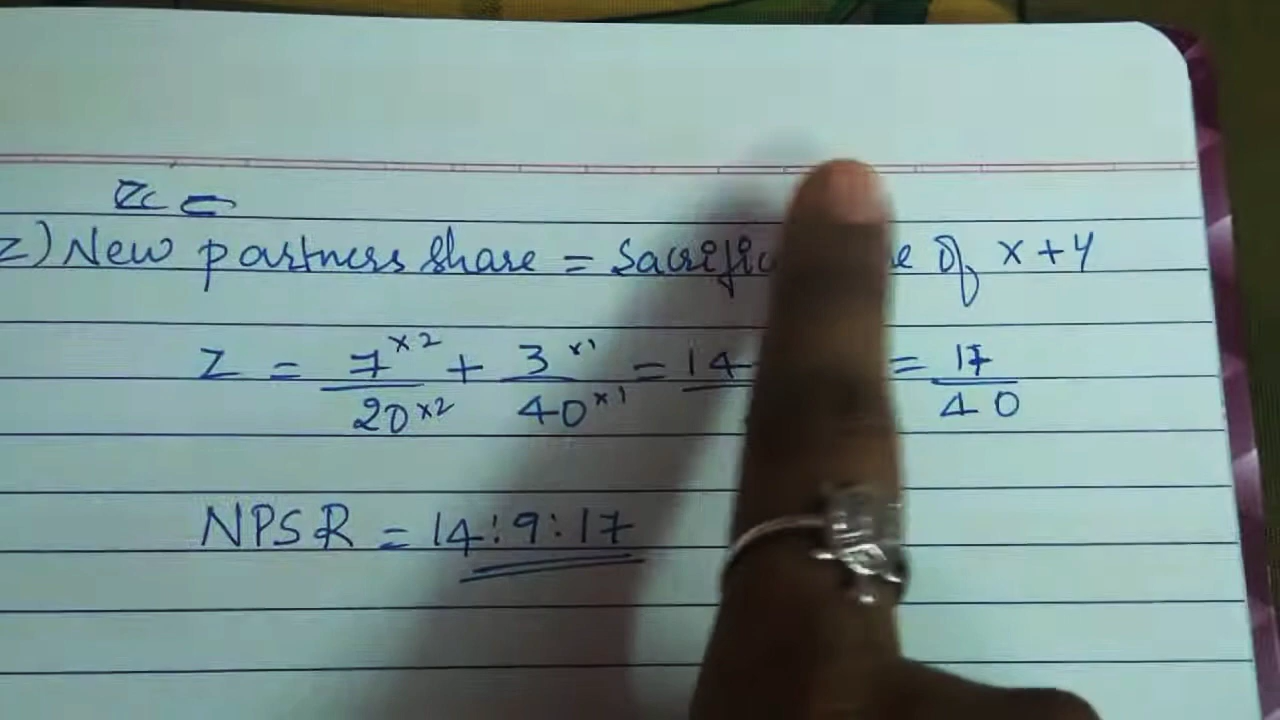 Z) New partners share = of X + Y
Z = 7 ×2 / 20 ×2 + 3 ×1 / 40 ×1 = 14 = 17 / 40
NPSR = 14 : 9 : 17